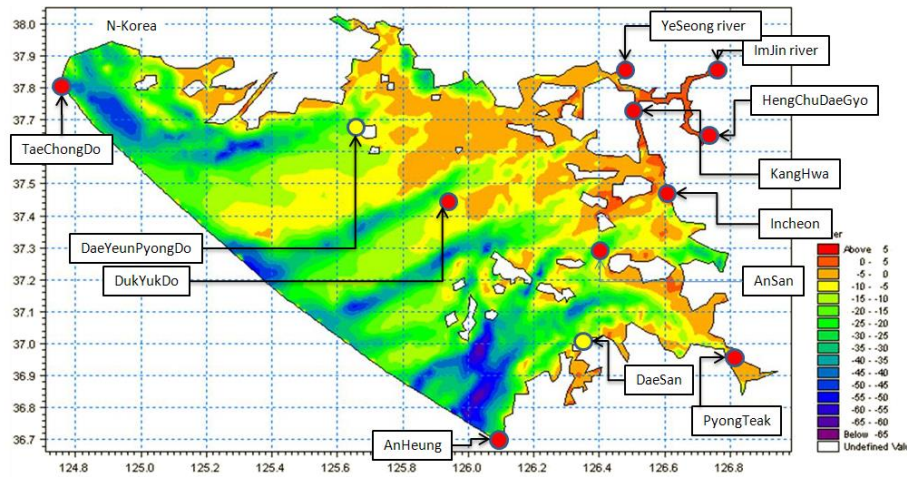 N-Korea
YeSeong river
ImJin river
HengChuDaeGyo
TaeChongDo
KangHwa
DaeYeunPyongDo
Incheon
DukYukDo
AnSan
DaeSan
PyongTeak
AnHeung
38.0
37.9
37.8
37.7
37.6
37.5
37.4
37.3
37.2
37.1
37.0
36.9
36.8
36.7
124.8
125.0
125.2
125.4
125.6
125.8
126.0
126.2
126.4
126.6
126.8
Above 5
0 - 5
-5 - 0
-10 - -5
-15 - -10
-20 - -15
-25 - -20
-30 - -25
-35 - -30
-40 - -35
-45 - -40
-50 - -45
-55 - -50
-60 - -55
-65 - -60
Below -65
Undefined Valu